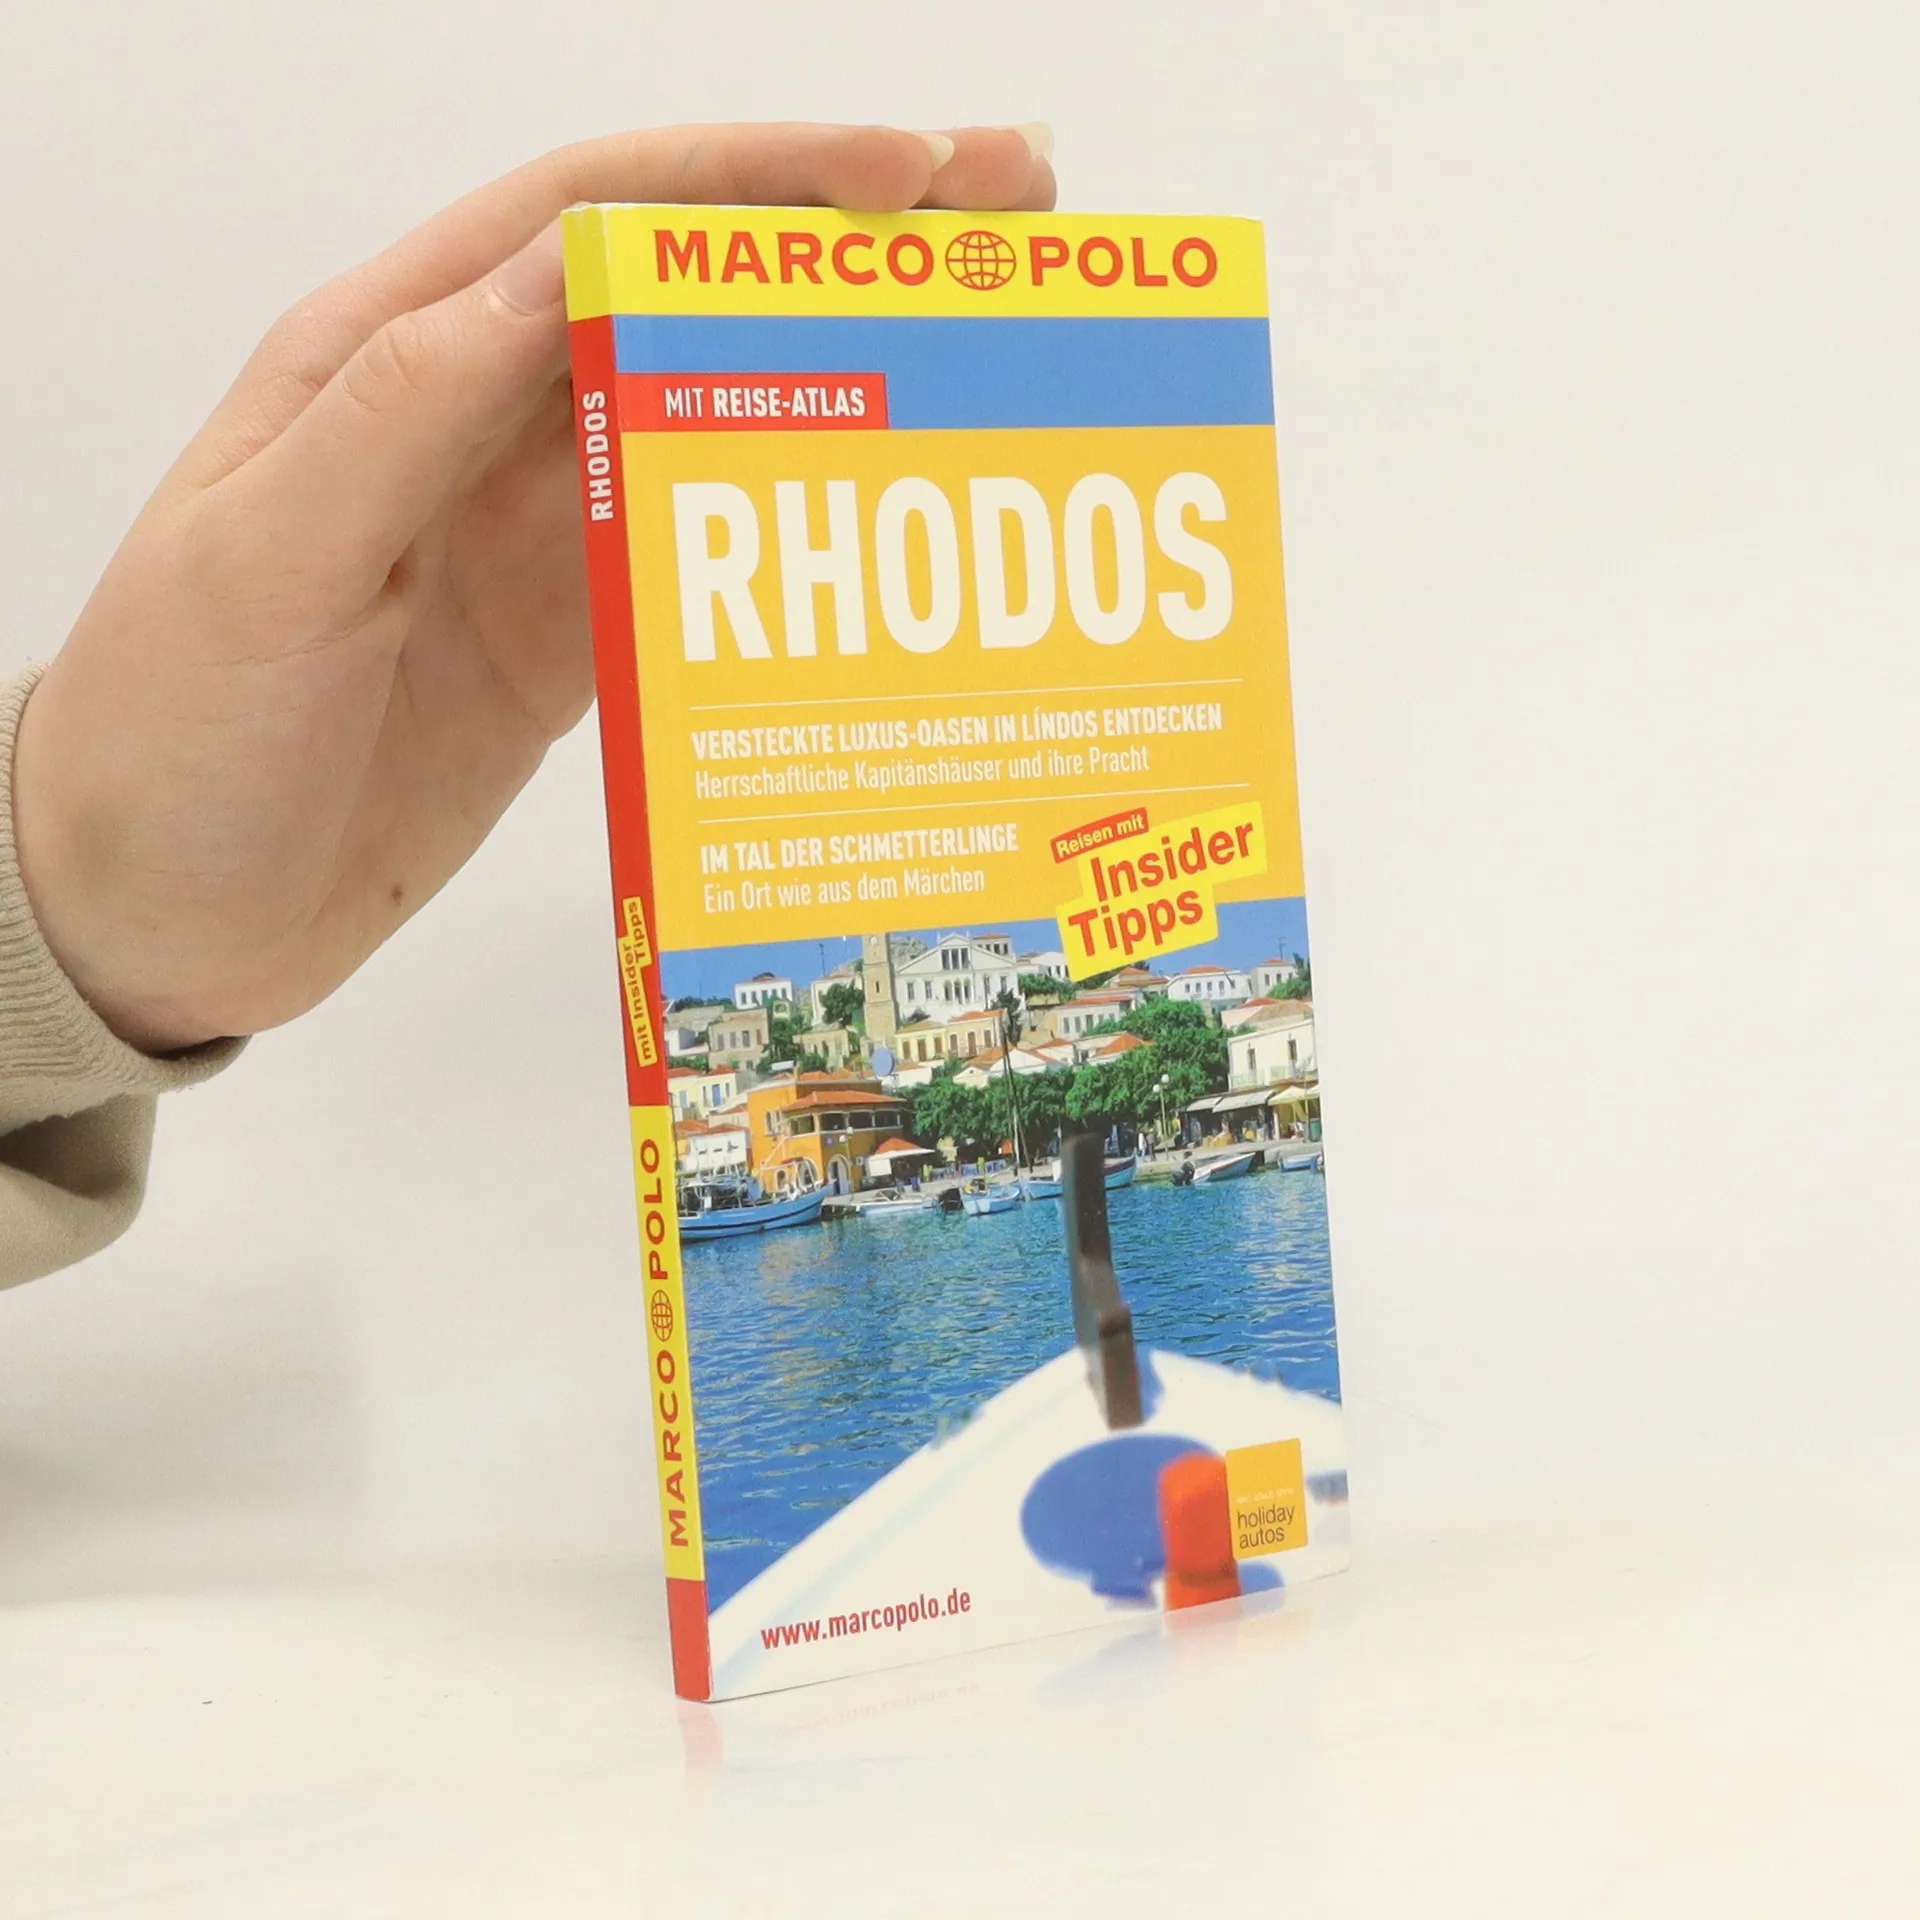 MARCO POLO
MIT REISE-ATLAS
RHODOS
VERSTECKTE LUXUS-OASEN IN LÍNDOS ENTDECKEN
Herrschaftliche Kapitänshäuser und ihre Pracht
IM TAL DER SCHMETTERLINGE
Ein Ort wie aus dem Märchen
Reisen mit
Insider
Tipps
holiday
autos
www.marcopolo.de
RHODOS
mit Insider
Tipps
MARCO POLO